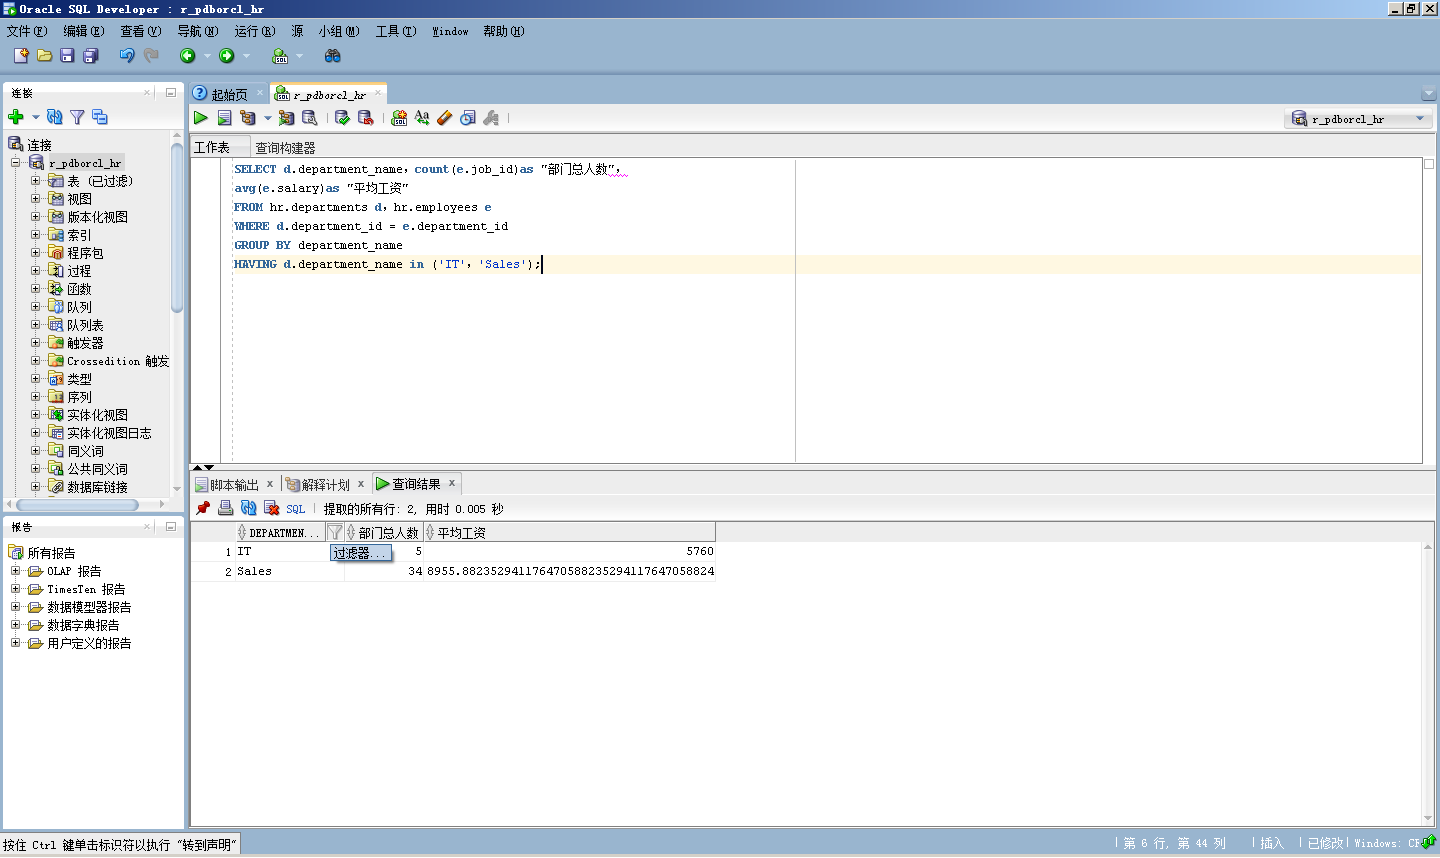 Oracle SQL Developer : r_pdborcl_hr
文件(F) 编辑(E) 查看(V) 导航(N) 运行(R) 源 小组(M) 工具(T) Window 帮助(H)
连接
起始页
r_pdborcl_hr
r_pdborcl_hr
工作表
查询构建器
连接
r_pdborcl_hr
表 (已过滤)
视图
版本化视图
索引
程序包
过程
函数
队列
队列表
触发器
Crossedition 触发
类型
序列
实体化视图
实体化视图日志
同义词
公共同义词
数据库链接
SELECT d.department_name，count(e.job_id)as "部门总人数"，
avg(e.salary)as "平均工资"
FROM hr.departments d，hr.employees e
WHERE d.department_id = e.department_id
GROUP BY department_name
HAVING d.department_name in ('IT'，'Sales');
脚本输出 x 解释计划 x 查询结果 x
SQL 提取的所有行: 2, 用时 0.005 秒
DEPARTMEN... 部门总人数 平均工资
1 IT 5 5760
过滤器...
2 Sales 34 8955.88235294117647058823529411764705882
报告
所有报告
OLAP 报告
TimesTen 报告
数据模型器报告
数据字典报告
用户定义的报告
按住 Ctrl 键单击标识符以执行 "转到声明"
第 6 行, 第 44 列 插入 已修改 Windows: CR